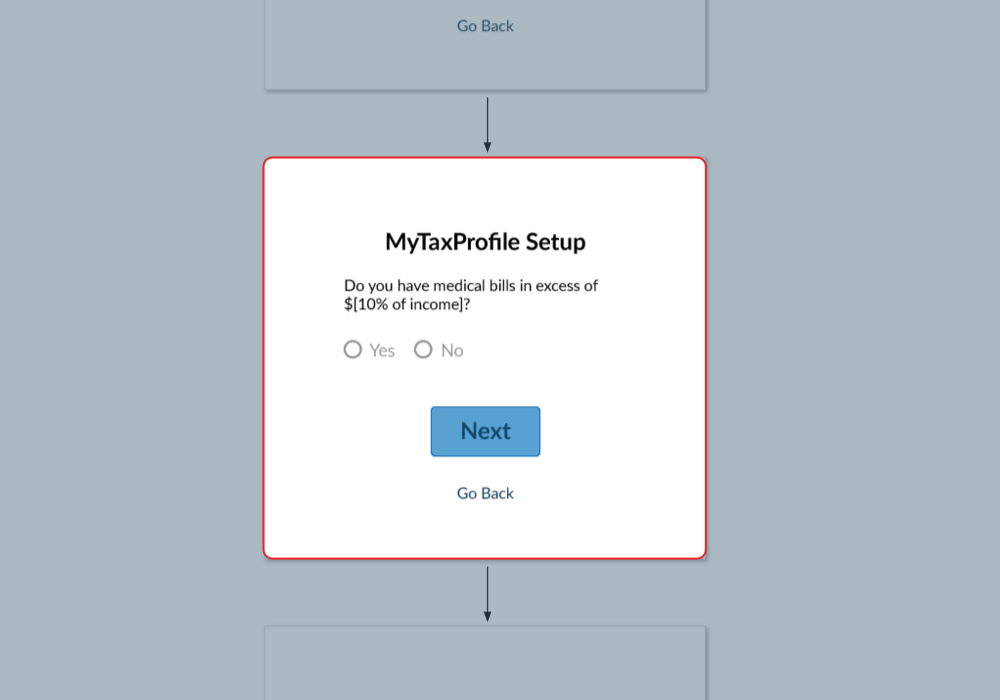 Go Back
MyTaxProfile Setup
Do you have medical bills in excess of
$[10% of income]?
Yes No
Next
Go Back